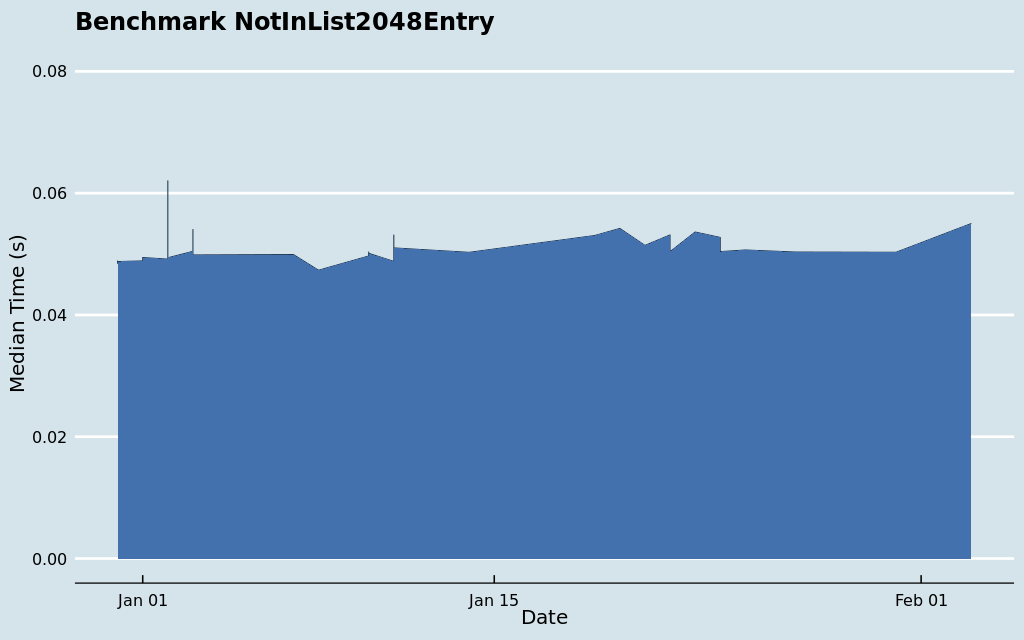 Benchmark NotInList2048Entry
0.08
0.06
0.04
0.02
0.00
Median Time (s)
Jan 01
Jan 15
Feb 01
Date